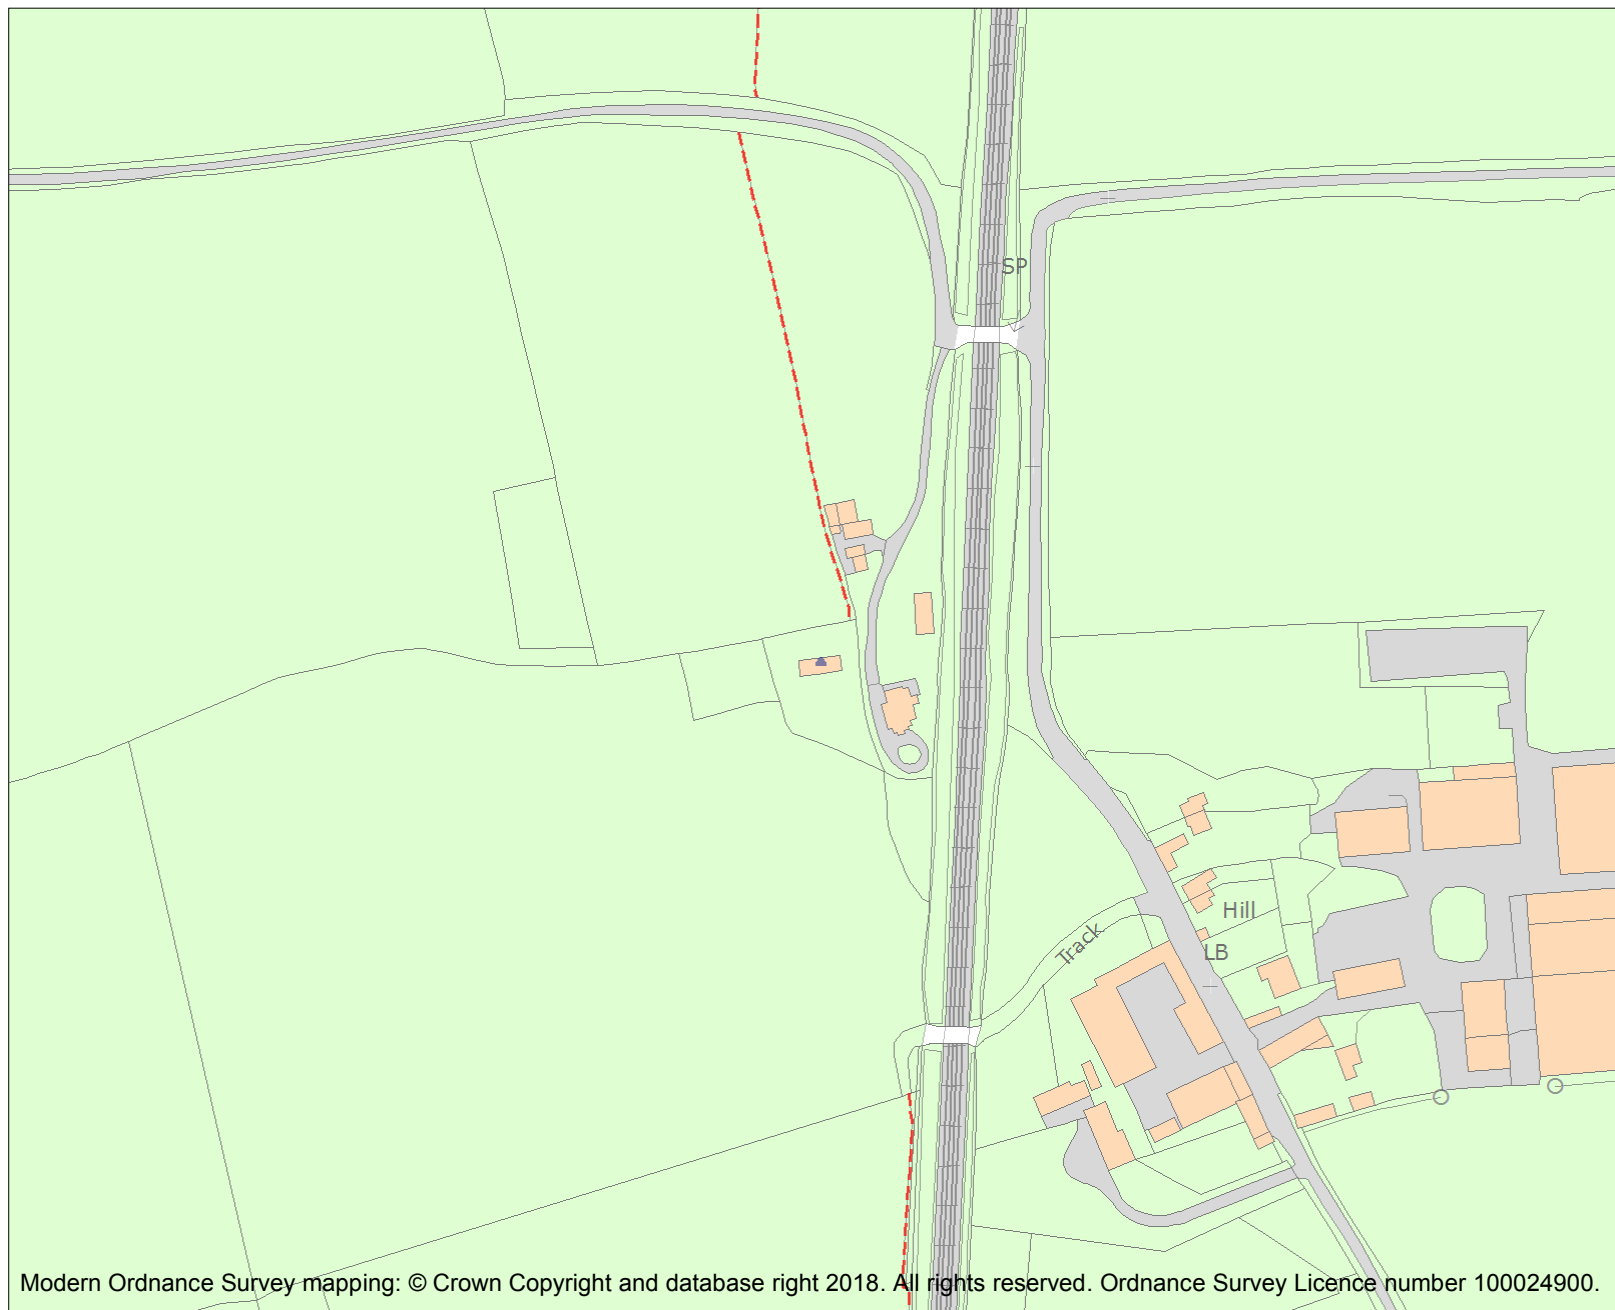 SP
Hill
Track
LB
Modern Ordnance Survey mapping: © Crown Copyright and database right 2018. All rights reserved. Ordnance Survey Licence number 100024900.